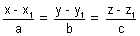 x - x₁ / a = y - y₁ / b = z - z₁ / c